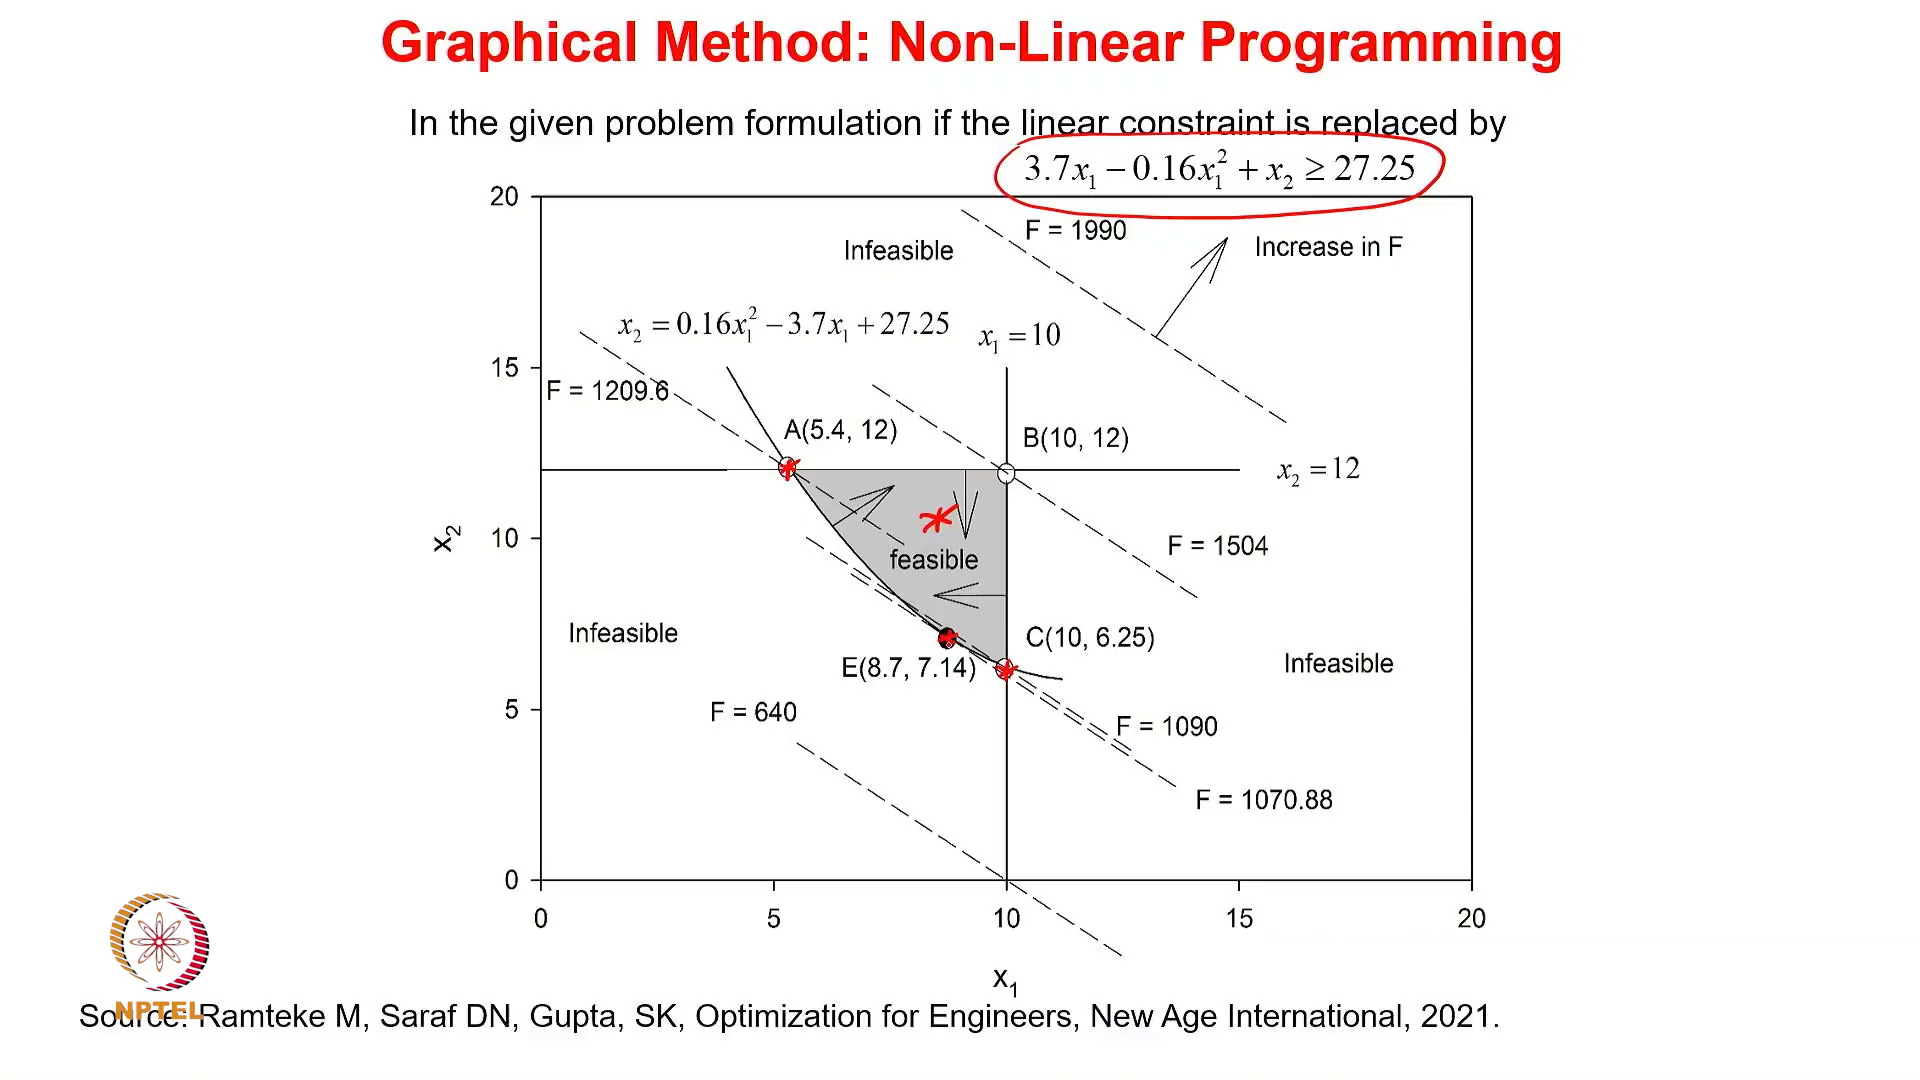 Graphical Method: Non-Linear Programming
In the given problem formulation if the linear constraint is replaced by
3.7x₁ − 0.16x₁² + x₂ ≥ 27.25
20
F = 1990
Infeasible
Increase in F
x₂ = 0.16x₁² − 3.7x₁ + 27.25
x₁ = 10
15
F = 1209.6
A(5.4, 12)
B(10, 12)
x₂ = 12
x₂
10
F = 1504
feasible
Infeasible
C(10, 6.25)
E(8.7, 7.14)
Infeasible
5
F = 640
F = 1090
F = 1070.88
0
0 5 10 15 20
x₁
NPTEL
Source: Ramteke M, Saraf DN, Gupta, SK, Optimization for Engineers, New Age International, 2021.